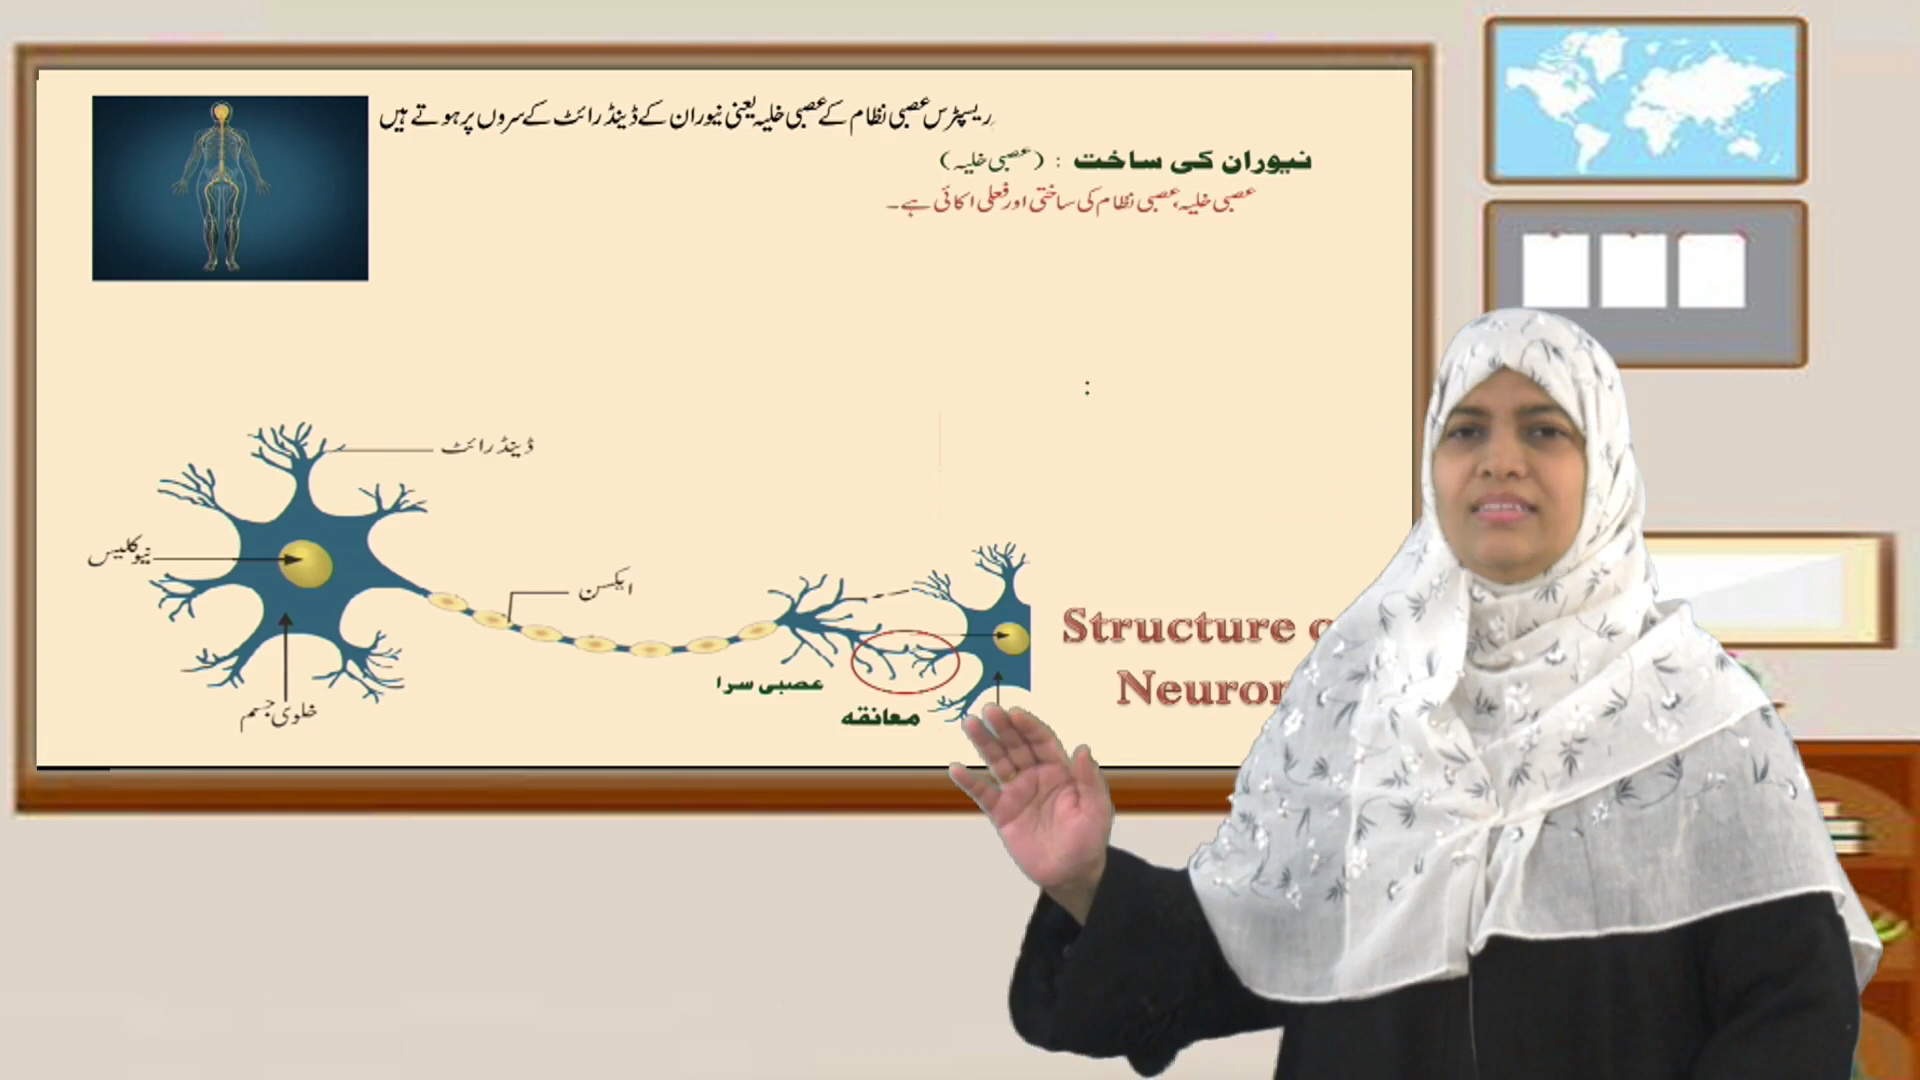 ریسپٹرس عصبی نظام کے عصبی خلیہ یعنی نیوران کے ڈینڈرائٹ کے سروں پر ہوتے ہیں
نیوران کی ساخت : (عصبی خلیہ)
عصبی خلیہ، عصبی نظام کی ساختی اور فعلی اکائی ہے۔
:
ڈینڈرائٹ
نیوکلیس
ایکسن
Structure o
Neuron
عصبی سرا
خلوی جسم
معانقه